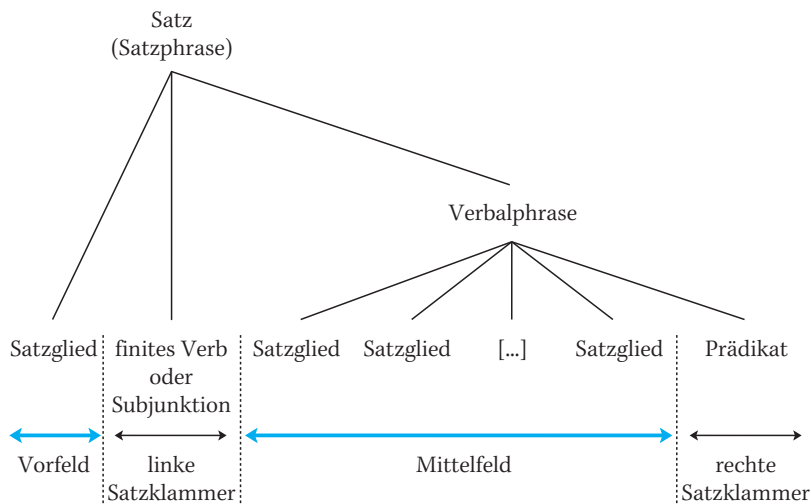 Satz
(Satzphrase)
Verbalphrase
Satzglied
finites Verb
oder
Subjunktion
Satzglied
Satzglied
[...]
Satzglied
Prädikat
Vorfeld
linke
Satzklammer
Mittelfeld
rechte
Satzklammer